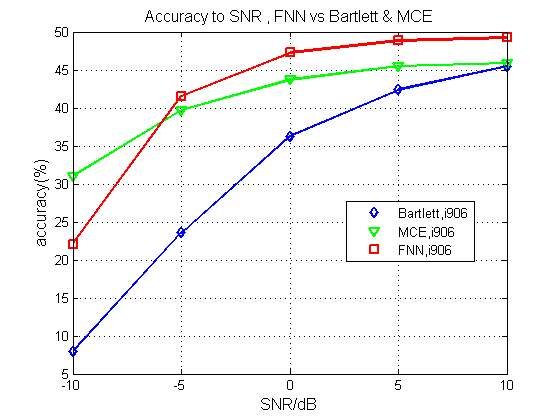 Accuracy to SNR , FNN vs Bartlett & MCE
50
45
40
35
30
25
20
15
10
5
-10
-5
0
5
10
accuracy(%)
SNR/dB
Bartlett,i906
MCE,i906
FNN,i906